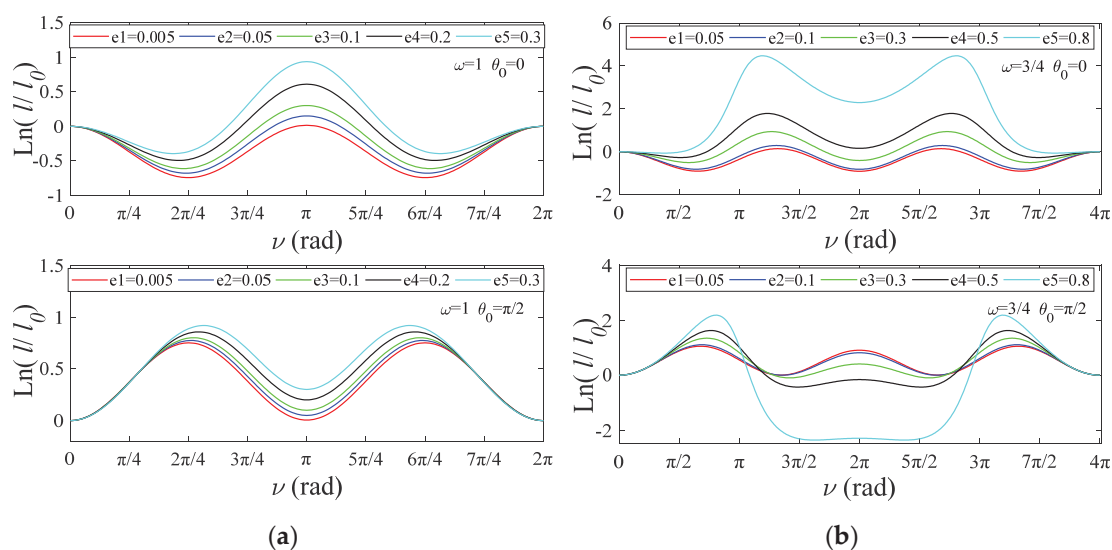 1.5
1
0.5
0
-0.5
-1
Ln( l/ l0)
e1=0.005 e2=0.05 e3=0.1 e4=0.2 e5=0.3
ω=1 θ0=0
0 π/4 2π/4 3π/4 π 5π/4 6π/4 7π/4 2π
ν (rad)
1.5
1
0.5
0
Ln( l/ l0)
e1=0.005 e2=0.05 e3=0.1 e4=0.2 e5=0.3
ω=1 θ0=π/2
0 π/4 2π/4 3π/4 π 5π/4 6π/4 7π/4 2π
ν (rad)
(a)
6
4
2
0
-2
Ln( l/ l0)
e1=0.05 e2=0.1 e3=0.3 e4=0.5 e5=0.8
ω=3/4 θ0=0
0 π/2 π 3π/2 2π 5π/2 3π 7π/2 4π
ν (rad)
4
2
0
-2
Ln( l/ l0)
e1=0.05 e2=0.1 e3=0.3 e4=0.5 e5=0.8
ω=3/4 θ0=π/2
0 π/2 π 3π/2 2π 5π/2 3π 7π/2 4π
ν (rad)
(b)